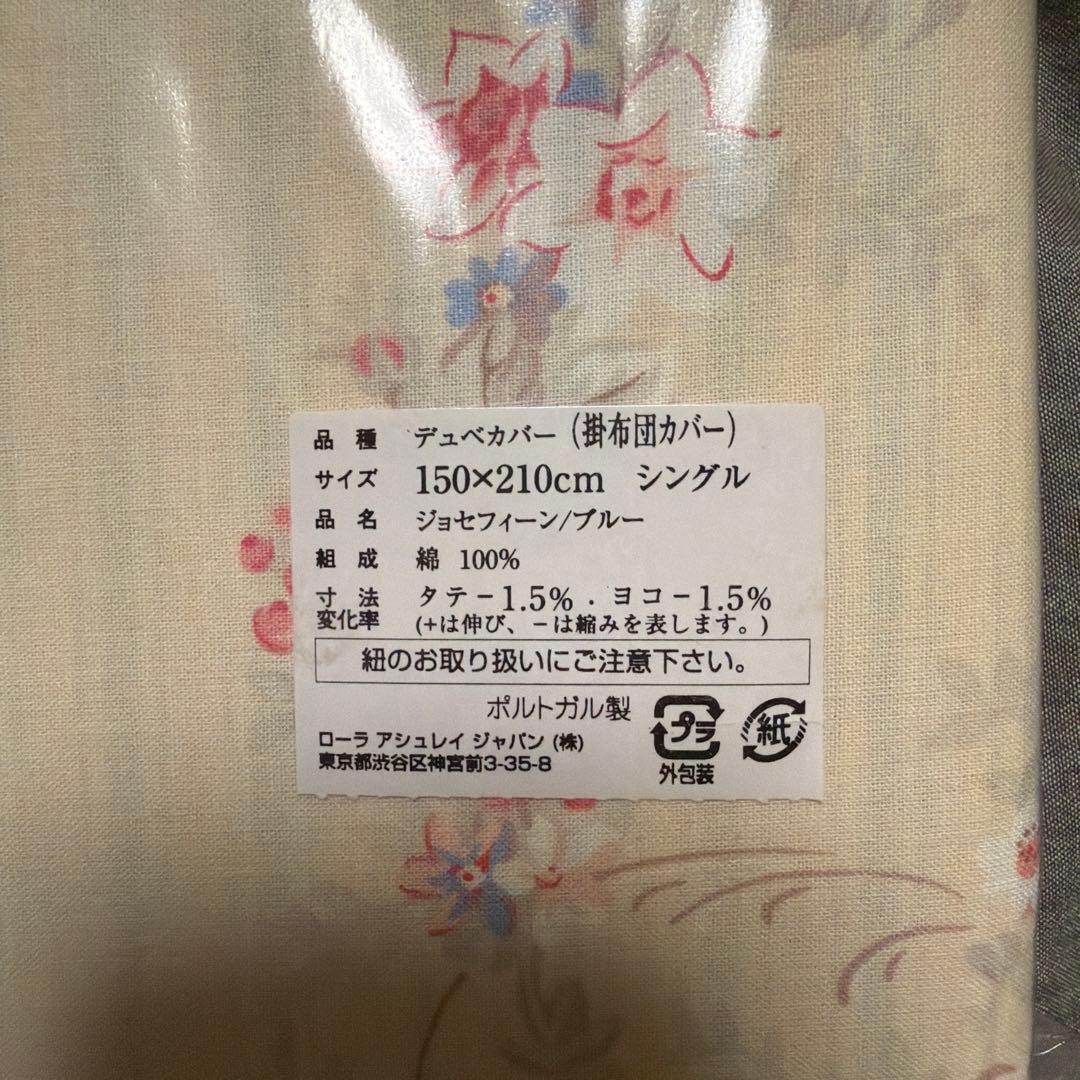 品 種 デュベカバー (掛布団カバー)
サイズ 150×210cm シングル
品 名 ジョセフィーン/ブルー
組 成 綿 100%
寸 法 タテ－1.5% . ヨコ－1.5%
変化率 (+は伸び、－は縮みを表します。)
紐のお取り扱いにご注意下さい。
ポルトガル製 プラ 紙
ローラ アシュレイ ジャパン (株)
東京都渋谷区神宮前3-35-8
外包装